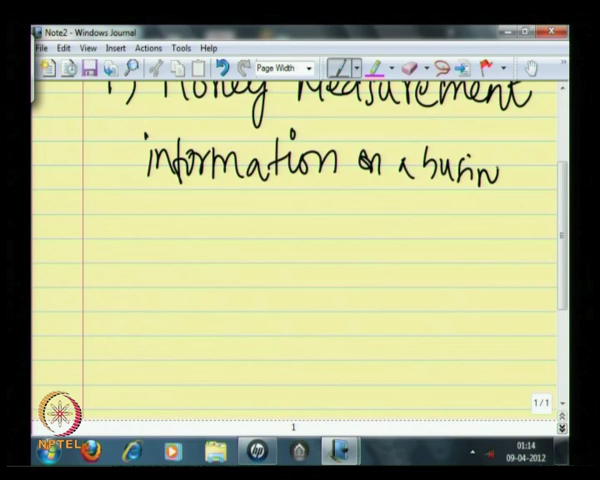 Note2 - Windows Journal
File Edit View Insert Actions Tools Help
Page Width
1) Money Measurement
information on a busin
1/1
1
NPTEL
01:14
09-04-2012